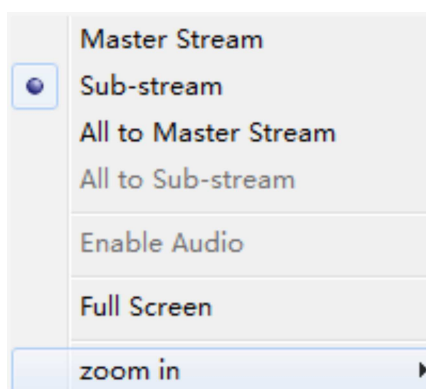 Master Stream
Sub-stream
All to Master Stream
All to Sub-stream
Enable Audio
Full Screen
zoom in